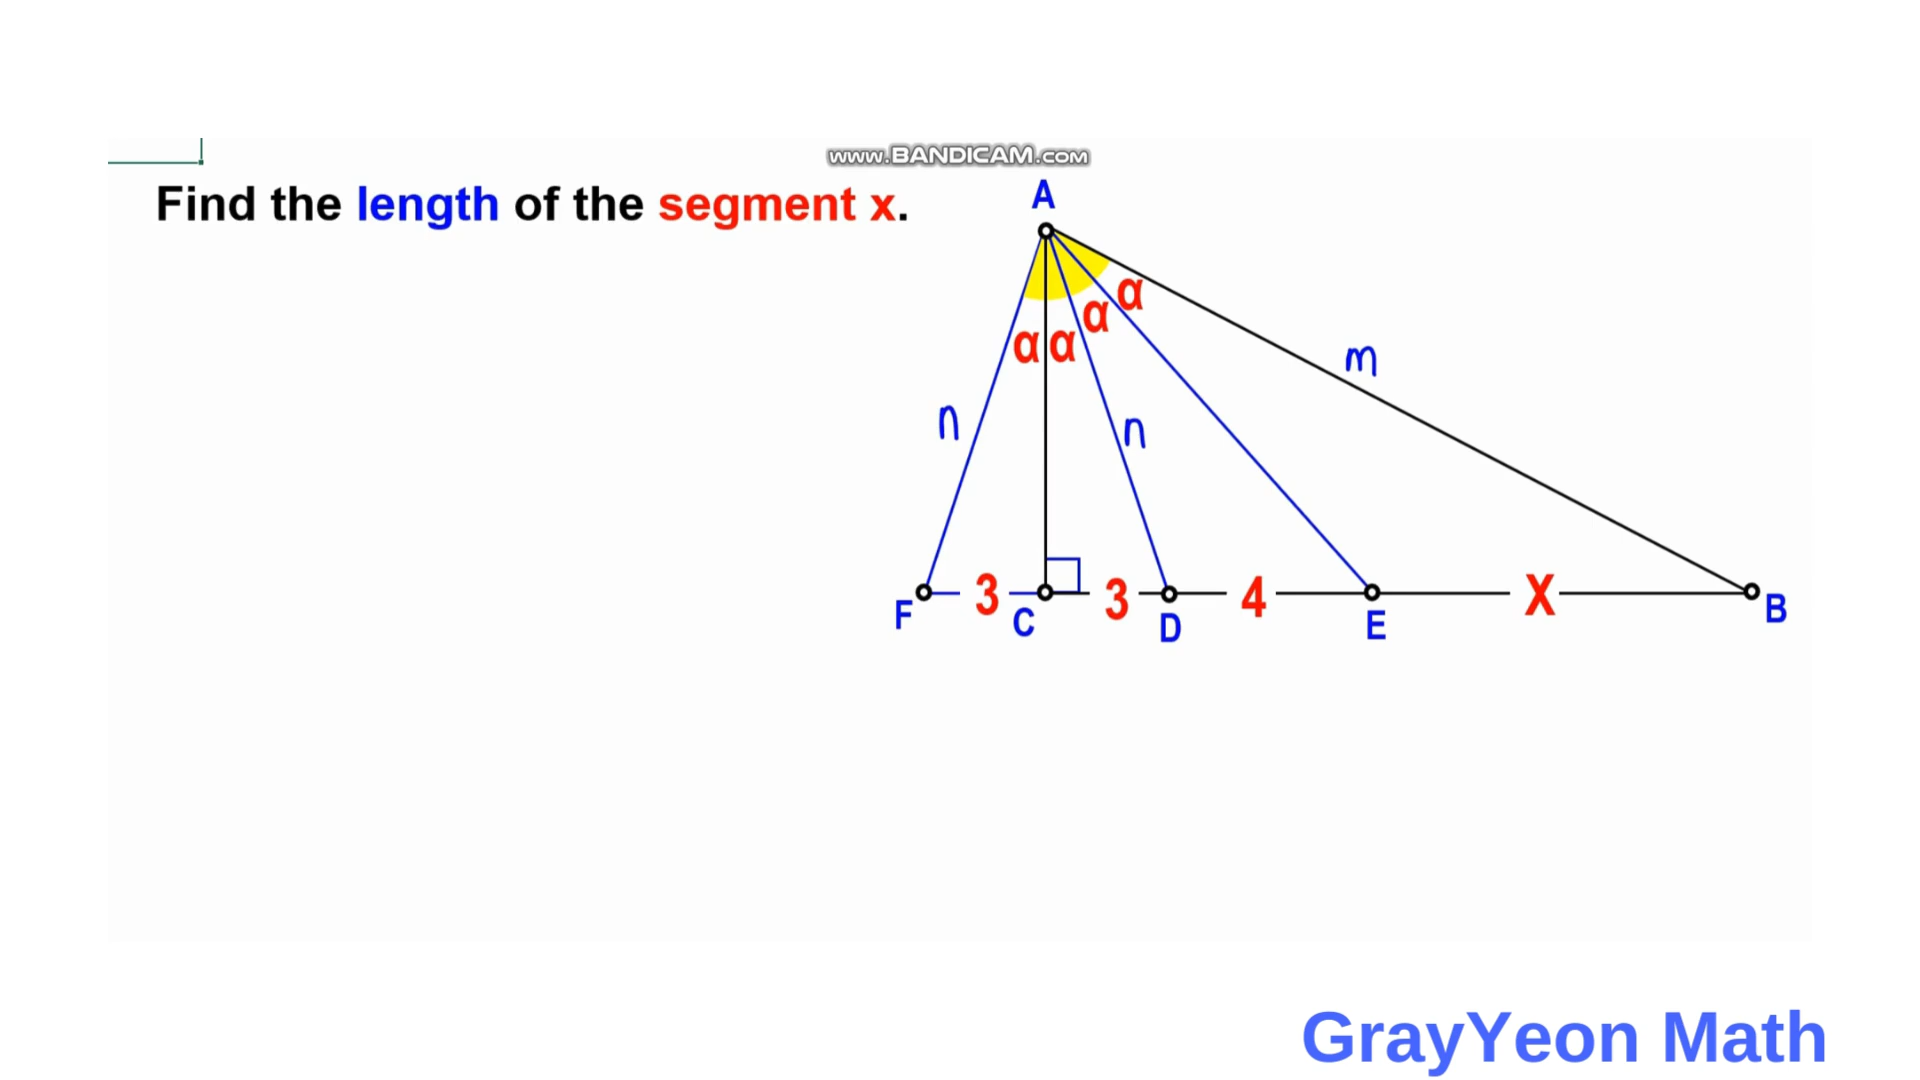 www.BANDICAM.com
Find the length of the segment x.
A
α
α
α α
m
n
n
3
3
4
X
F
C
D
E
B
GrayYeon Math